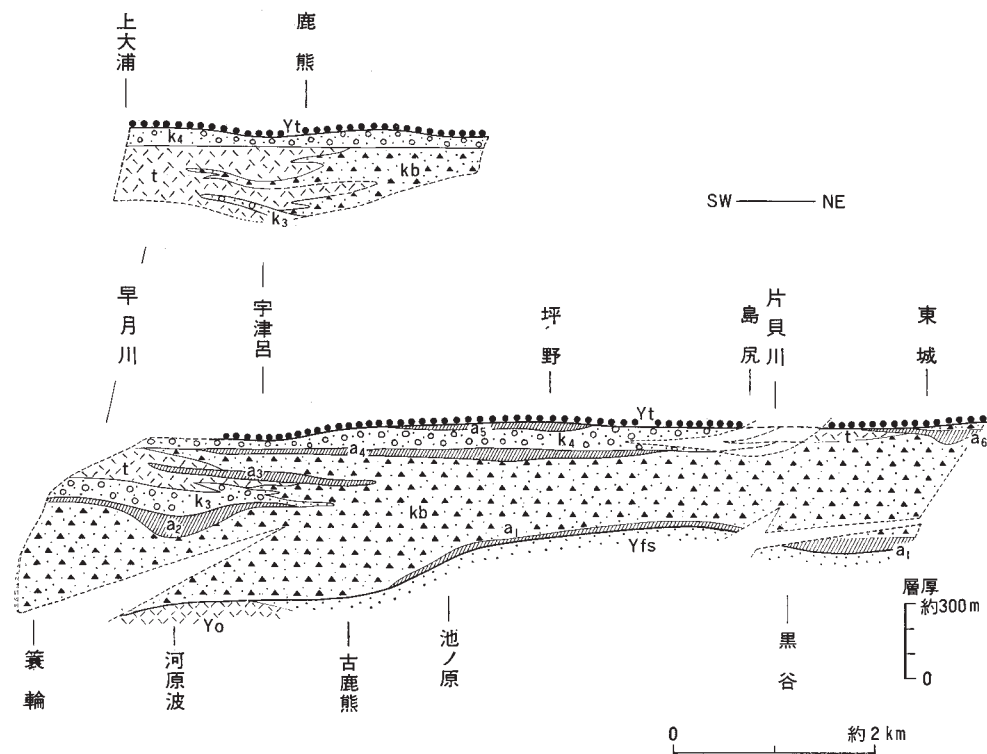 上大浦
鹿熊
Yt
k₄
t
kb
k₃
SW
NE
早月川
宇津呂
坪野
島尻
片貝川
東城
Yt
a₅
k₄
t
a₆
a₄
t
a₃
k₃
a₂
kb
a₁
Yfs
a₁
Yo
層厚
約300m
0
箕輪
河原波
古鹿熊
池ノ原
黒谷
0
約2km